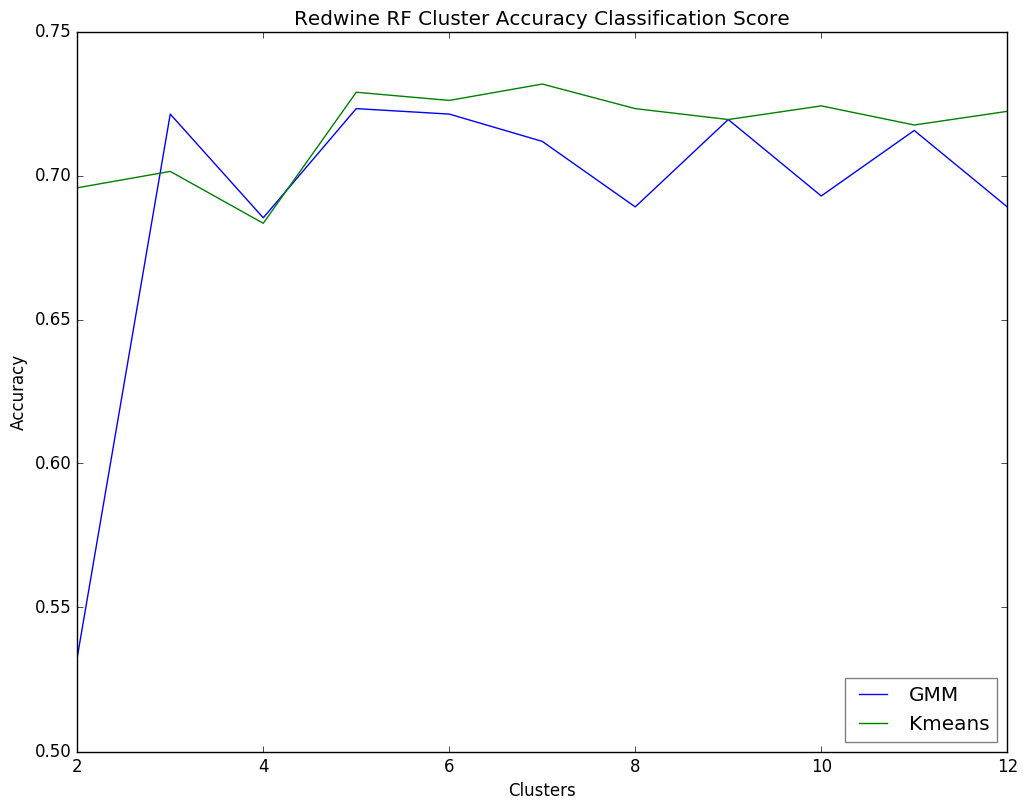 Redwine RF Cluster Accuracy Classification Score
0.75
0.70
0.65
0.60
0.55
0.50
Accuracy
2 4 6 8 10 12
Clusters
GMM
Kmeans